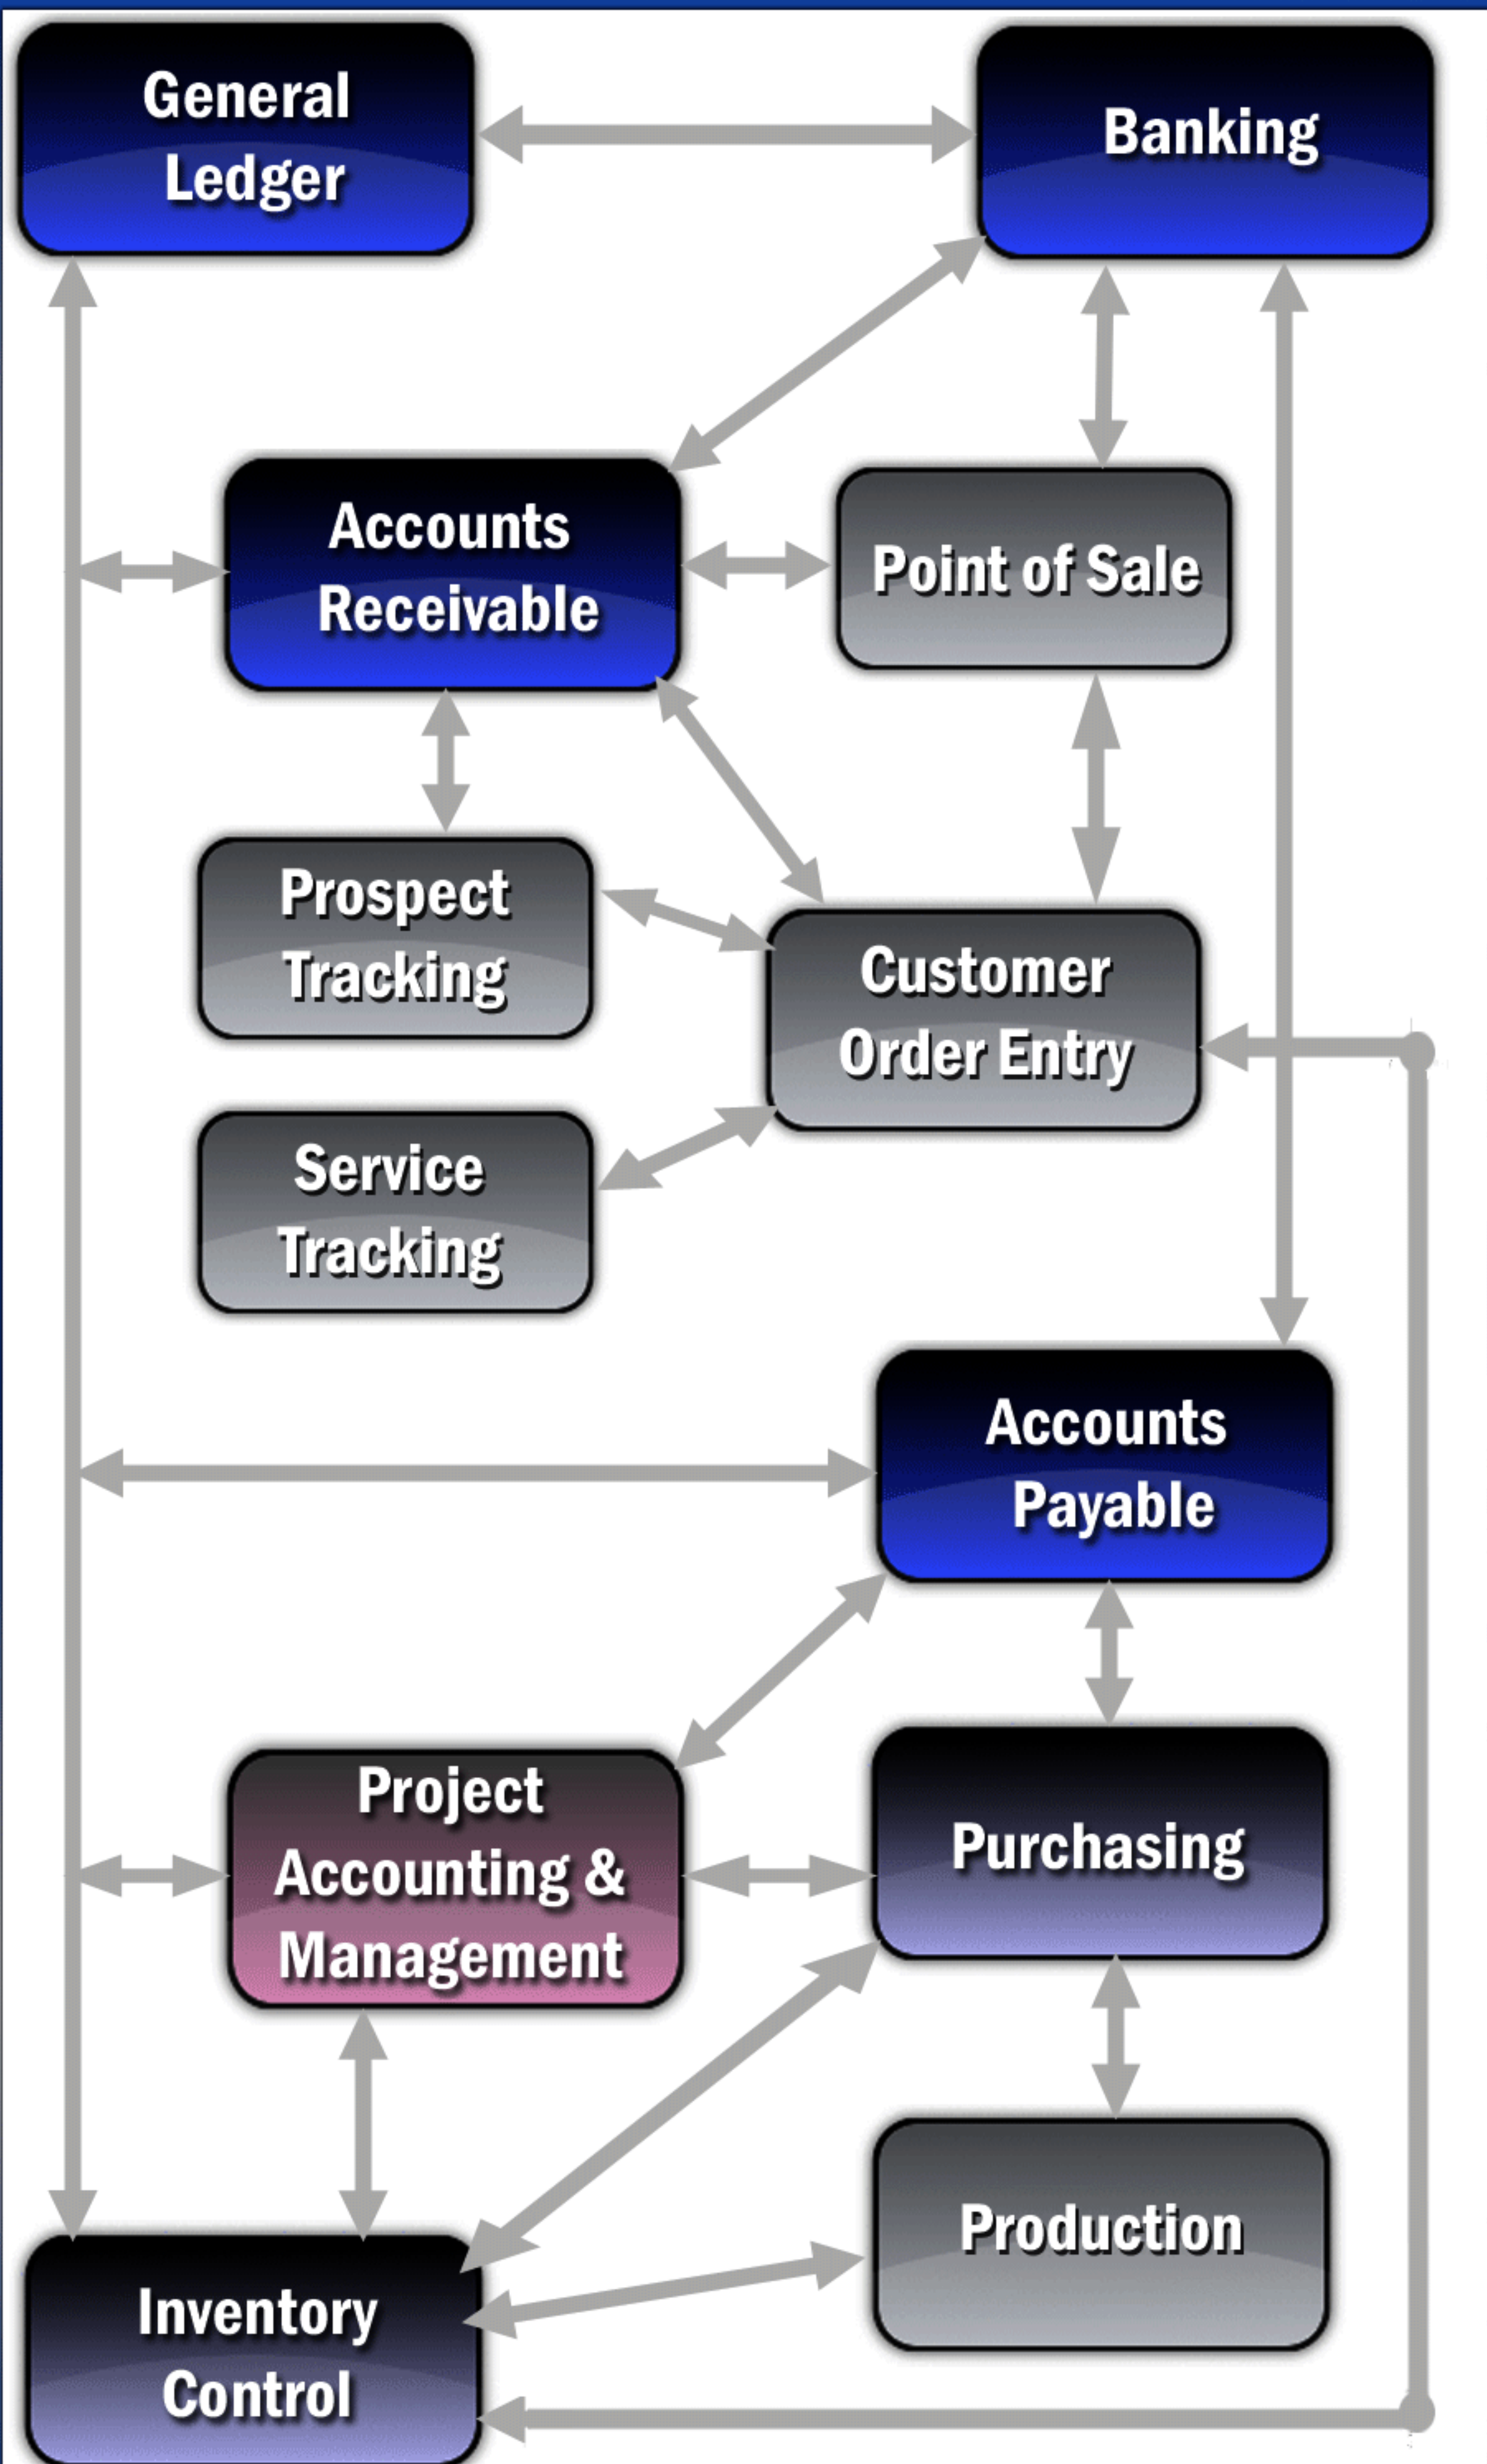 General
Ledger
Banking
Accounts
Receivable
Point of Sale
Prospect
Tracking
Customer
Order Entry
Service
Tracking
Accounts
Payable
Project
Accounting &
Management
Purchasing
Production
Inventory
Control